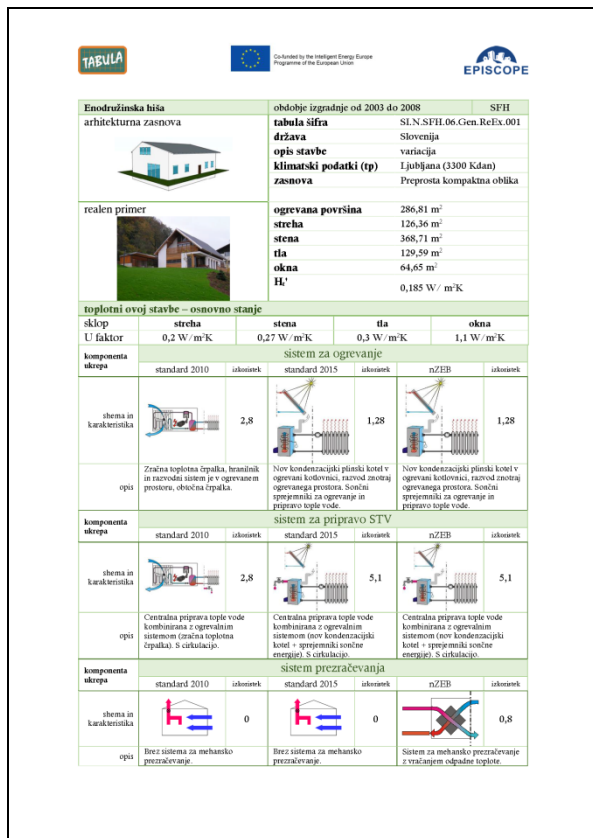 TABULA
Co-funded by the Intelligent Energy Europe
Programme of the European Union
EPISCOPE
Enodružinska hiša
obdobje izgradnje od 2003 do 2008
SFH
arhitekturna zasnova
tabula šifra SI.N.SFH.06.Gen.ReEx.001
država Slovenija
opis stavbe variacija
klimatski podatki (tp) Ljubljana (3300 Kdan)
zasnova Preprosta kompaktna oblika
realen primer
ogrevana površina 286,81 m²
streha 126,36 m²
stena 368,71 m²
tla 129,59 m²
okna 64,65 m²
Hₜ' 0,185 W/ m²K
toplotni ovoj stavbe – osnovno stanje
sklop streha stena tla okna
U faktor 0,2 W/m²K 0,27 W/m²K 0,3 W/m²K 1,1 W/m²K
komponenta
ukrepa
sistem za ogrevanje
standard 2010 izkoristek standard 2015 izkoristek nZEB izkoristek
shema in
karakteristika
2,8 1,28 1,28
opis
Zračna toplotna črpalka, hranilnik
in razvodni sistem je v ogrevanem
prostoru, obtočna črpalka.
Nov kondenzacijski plinski kotel v
ogrevani kotlovnici, razvod znotraj
ogrevanega prostora. Sončni
sprejemniki za ogrevanje in
pripravo tople vode.
Nov kondenzacijski plinski kotel v
ogrevani kotlovnici, razvod znotraj
ogrevanega prostora. Sončni
sprejemniki za ogrevanje in
pripravo tople vode.
komponenta
ukrepa
sistem za pripravo STV
standard 2010 izkoristek standard 2015 izkoristek nZEB izkoristek
shema in
karakteristika
2,8 5,1 5,1
opis
Centralna priprava tople vode
kombinirana z ogrevalnim
sistemom (zračna toplotna
črpalka). S cirkulacijo.
Centralna priprava tople vode
kombinirana z ogrevalnim
sistemom (nov kondenzacijski
kotel + sprejemniki sončne
energije). S cirkulacijo.
Centralna priprava tople vode
kombinirana z ogrevalnim
sistemom (nov kondenzacijski
kotel + sprejemniki sončne
energije). S cirkulacijo.
komponenta
ukrepa
sistem prezračevanja
standard 2010 izkoristek standard 2015 izkoristek nZEB izkoristek
shema in
karakteristika
0 0 0,8
opis
Brez sistema za mehansko
prezračevanje.
Brez sistema za mehansko
prezračevanje.
Sistem za mehansko prezračevanje
z vračanjem odpadne toplote.